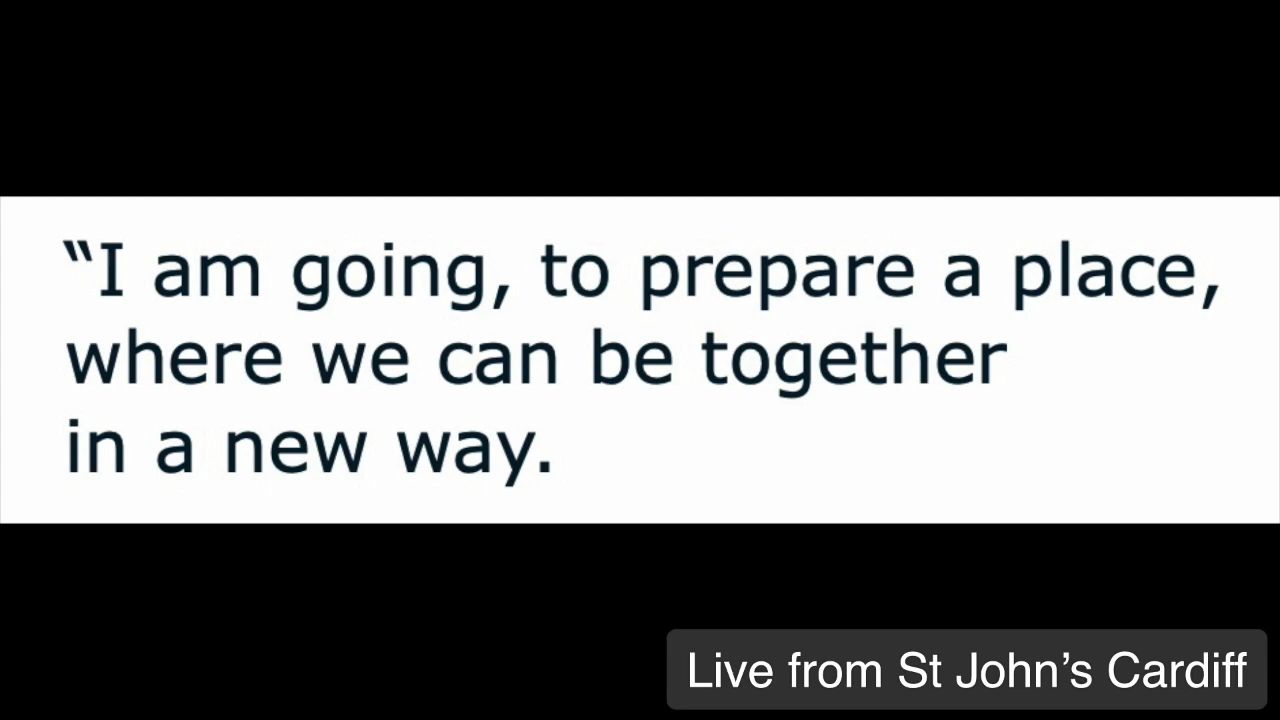 “I am going, to prepare a place,
where we can be together
in a new way.
Live from St John’s Cardiff